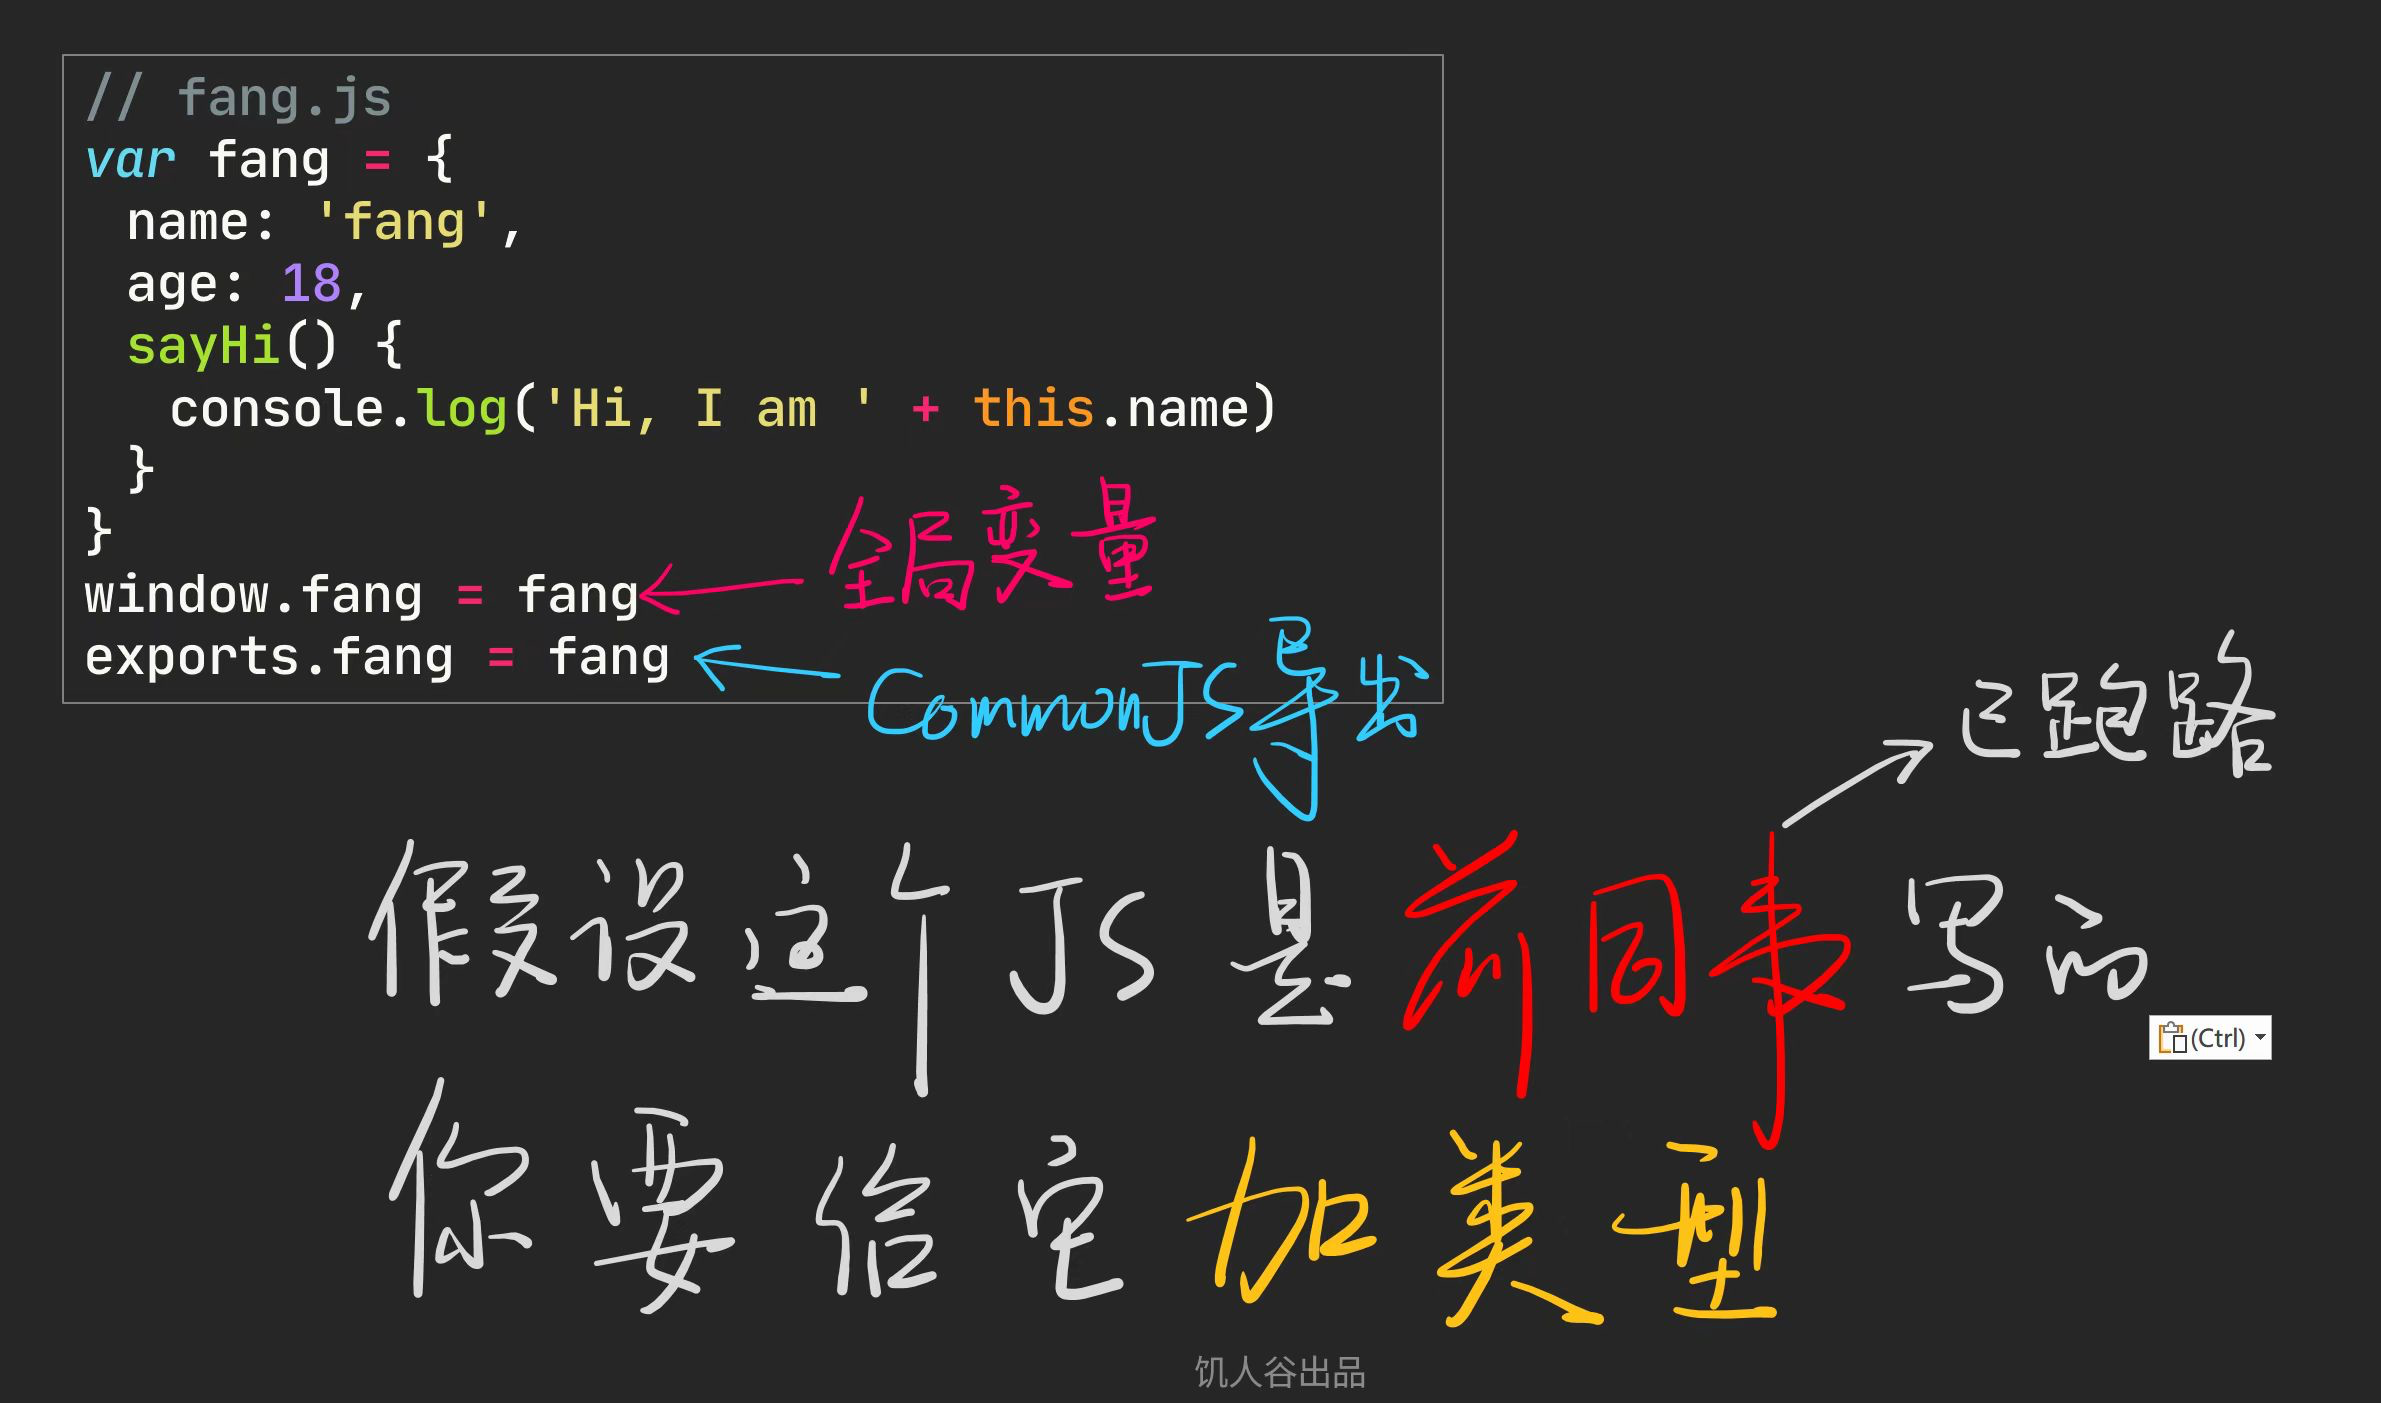 // fang.js
var fang = {
name: 'fang',
age: 18,
sayHi() {
console.log('Hi, I am ' + this.name)
}
}
window.fang = fang 全局变量
exports.fang = fang CommonJS导出
已跑路
假设这个JS是前同事写的
(Ctrl)
你要给它加类型
饥人谷出品